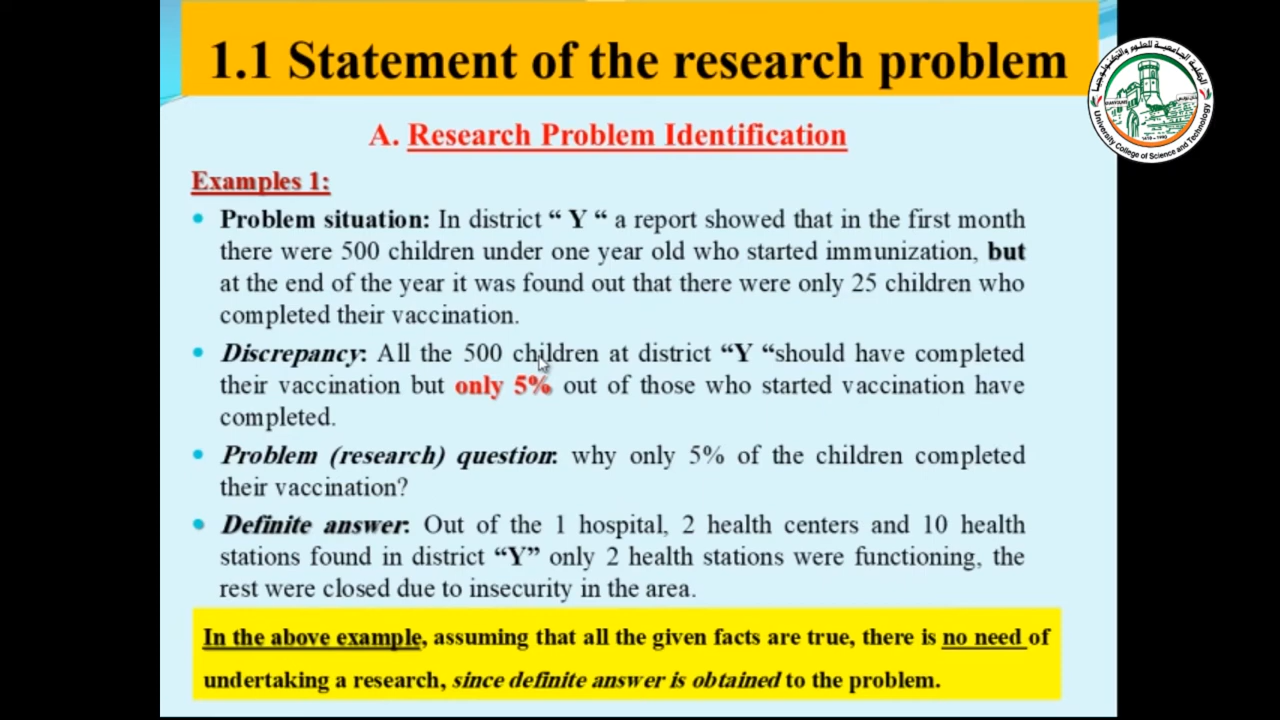 1.1 Statement of the research problem
A. Research Problem Identification
Examples 1:
• Problem situation: In district “ Y “ a report showed that in the first month
there were 500 children under one year old who started immunization, but
at the end of the year it was found out that there were only 25 children who
completed their vaccination.
• Discrepancy: All the 500 children at district “Y “should have completed
their vaccination but only 5% out of those who started vaccination have
completed.
• Problem (research) question: why only 5% of the children completed
their vaccination?
• Definite answer: Out of the 1 hospital, 2 health centers and 10 health
stations found in district “Y” only 2 health stations were functioning, the
rest were closed due to insecurity in the area.
In the above example, assuming that all the given facts are true, there is no need of
undertaking a research, since definite answer is obtained to the problem.
الكلية الجامعية للعلوم والتكنولوجيا
University College of Science and Technology